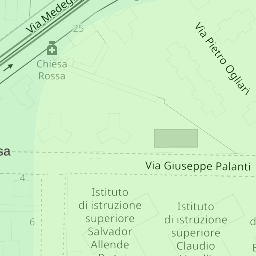 Via Medeg
25
Via Pietro Ogliari
Chiesa
Rossa
sa
Via Giuseppe Palanti
4
Istituto
di istruzione
superiore
Salvador
Allende
Istituto
di istruzione
superiore
Claudio
6